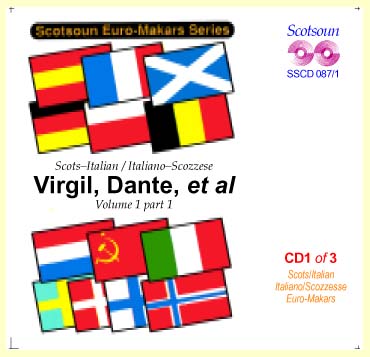 Scotsoun Euro-Makars Series
Scotsoun
SSCD 087/1
Scots–Italian / Italiano–Scozzese
Virgil, Dante, et al
Volume 1 part 1
CD1 of 3
Scots/Italian
Italiano/Scozzesse
Euro-Makars